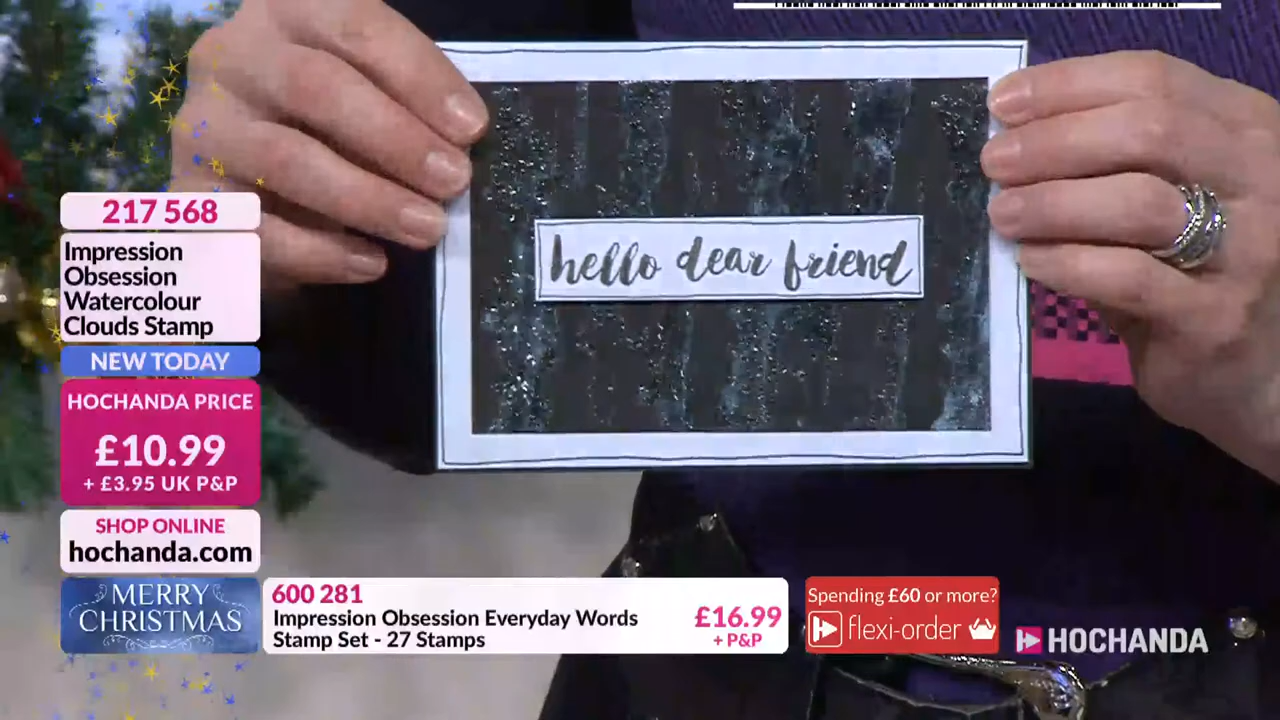 217 568
Impression
Obsession
Watercolour
Clouds Stamp
NEW TODAY
HOCHANDA PRICE
£10.99
+ £3.95 UK P&P
SHOP ONLINE
hochanda.com
hello dear friend
MERRY
CHRISTMAS
600 281
Impression Obsession Everyday Words
Stamp Set - 27 Stamps
£16.99
+ P&P
Spending £60 or more?
flexi-order
HOCHANDA